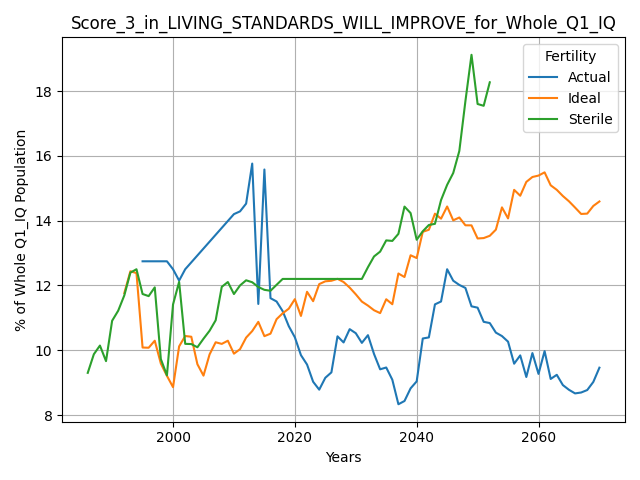 Score_3_in_LIVING_STANDARDS_WILL_IMPROVE_for_Whole_Q1_IQ
Fertility
Actual
Ideal
Sterile
% of Whole Q1_IQ Population
18
16
14
12
10
8
2000
2020
2040
2060
Years